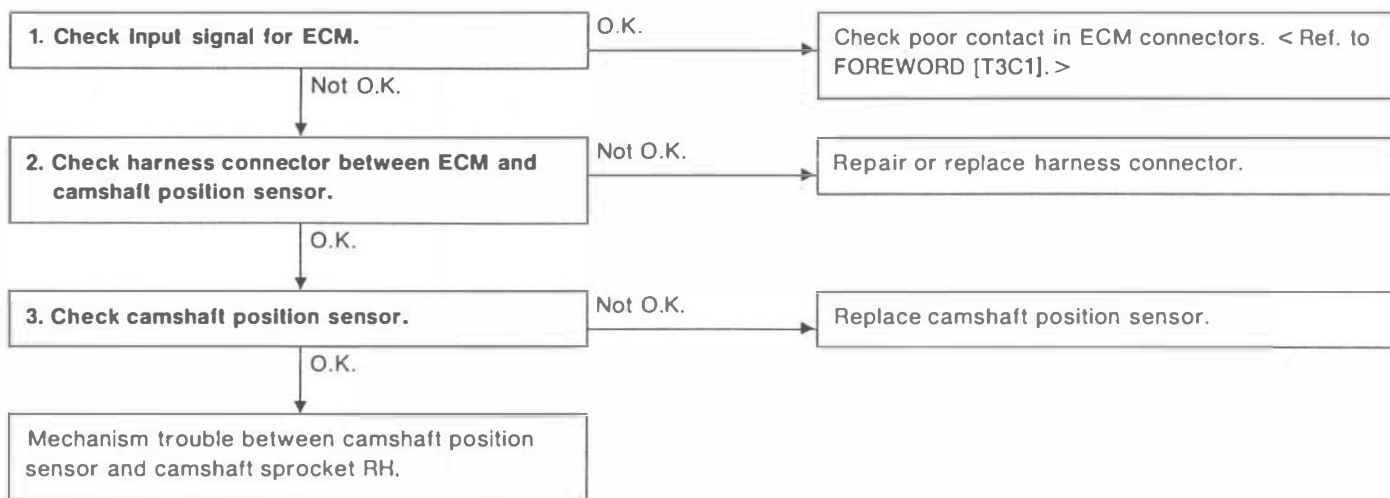 1. Check input signal for ECM.
O.K.
Check poor contact in ECM connectors. < Ref. to
FOREWORD [T3C1]. >
Not O.K.
2. Check harness connector between ECM and
camshaft position sensor.
Not O.K.
Repair or replace harness connector.
O.K.
3. Check camshaft position sensor.
Not O.K.
Replace camshaft position sensor.
O.K.
Mechanism trouble between camshaft position
sensor and camshaft sprocket RH.